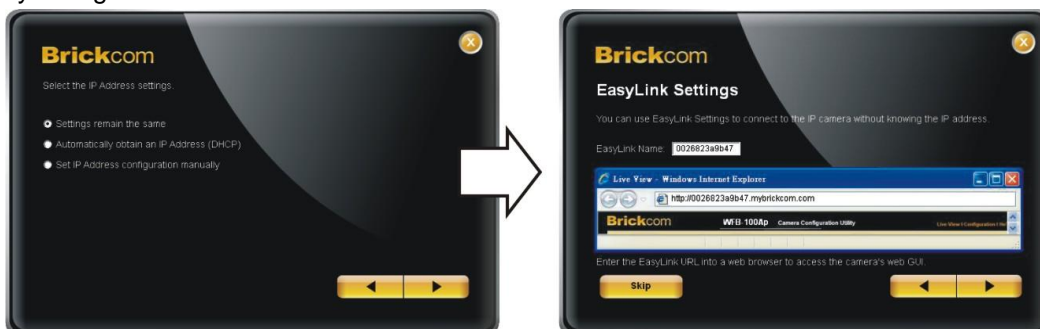 Brickcom
Select the IP Address settings.
Settings remain the same
Automatically obtain an IP Address (DHCP)
Set IP Address configuration manually
Brickcom
EasyLink Settings
You can use EasyLink Settings to connect to the IP camera without knowing the IP address.
EasyLink Name: 0026823a9b47
Live View - Windows Internet Explorer
http://0026823a9b47.mybrickcom.com
Brickcom WFB-100Ap Camera Configuration Utility Live View | Configuration |
Enter the EasyLink URL into a web browser to access the camera's web GUI.
Skip